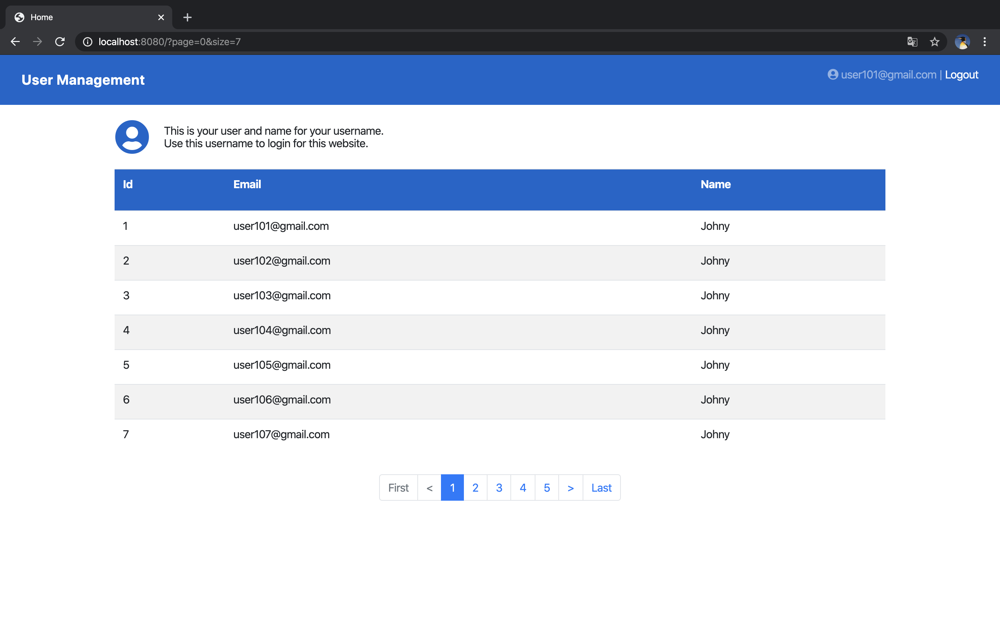 Home
localhost:8080/?page=0&size=7
User Management
user101@gmail.com | Logout
This is your user and name for your username.
Use this username to login for this website.
Id Email Name
1 user101@gmail.com Johny
2 user102@gmail.com Johny
3 user103@gmail.com Johny
4 user104@gmail.com Johny
5 user105@gmail.com Johny
6 user106@gmail.com Johny
7 user107@gmail.com Johny
First < 1 2 3 4 5 > Last